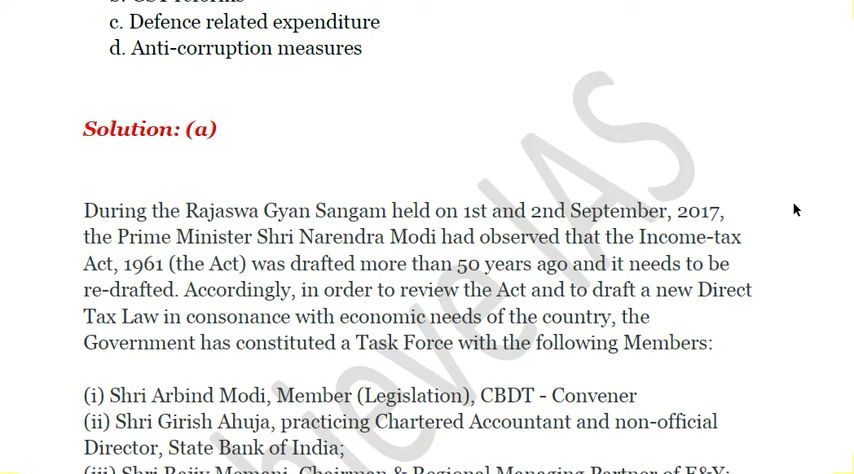 c. Defence related expenditure
d. Anti-corruption measures
Solution: (a)
During the Rajaswa Gyan Sangam held on 1st and 2nd September, 2017,
the Prime Minister Shri Narendra Modi had observed that the Income-tax
Act, 1961 (the Act) was drafted more than 50 years ago and it needs to be
re-drafted. Accordingly, in order to review the Act and to draft a new Direct
Tax Law in consonance with economic needs of the country, the
Government has constituted a Task Force with the following Members:
(i) Shri Arbind Modi, Member (Legislation), CBDT - Convener
(ii) Shri Girish Ahuja, practicing Chartered Accountant and non-official
Director, State Bank of India;